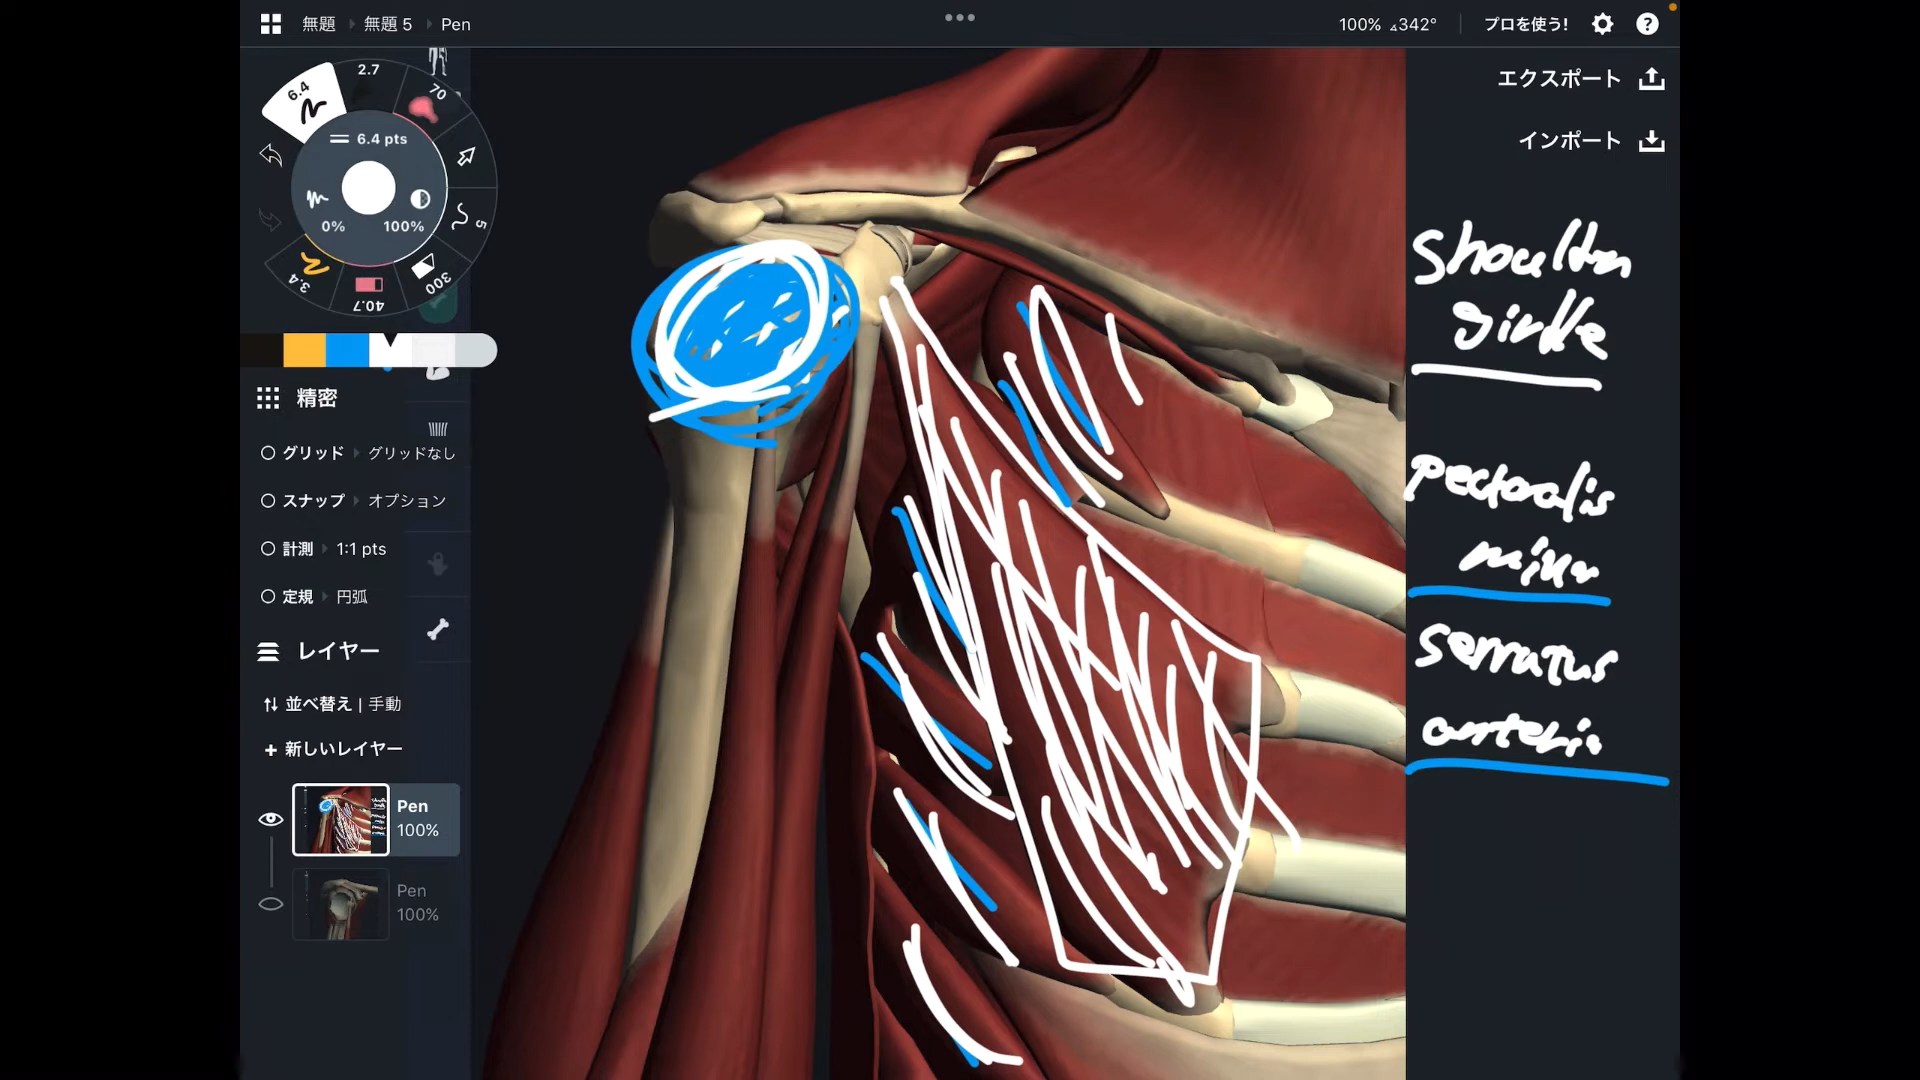 無題 無題 5 Pen
100% 342°
プロを使う!
エクスポート
インポート
2.7
6.4
70
6.4 pts
0% 100%
5
3.4
40.7
300
精密
グリッド グリッドなし
スナップ オプション
計測 1:1 pts
定規 円弧
レイヤー
並べ替え | 手動
+ 新しいレイヤー
Pen
100%
Pen
100%
shoulder
girdle
pectoralis
minor
serratus
anterior